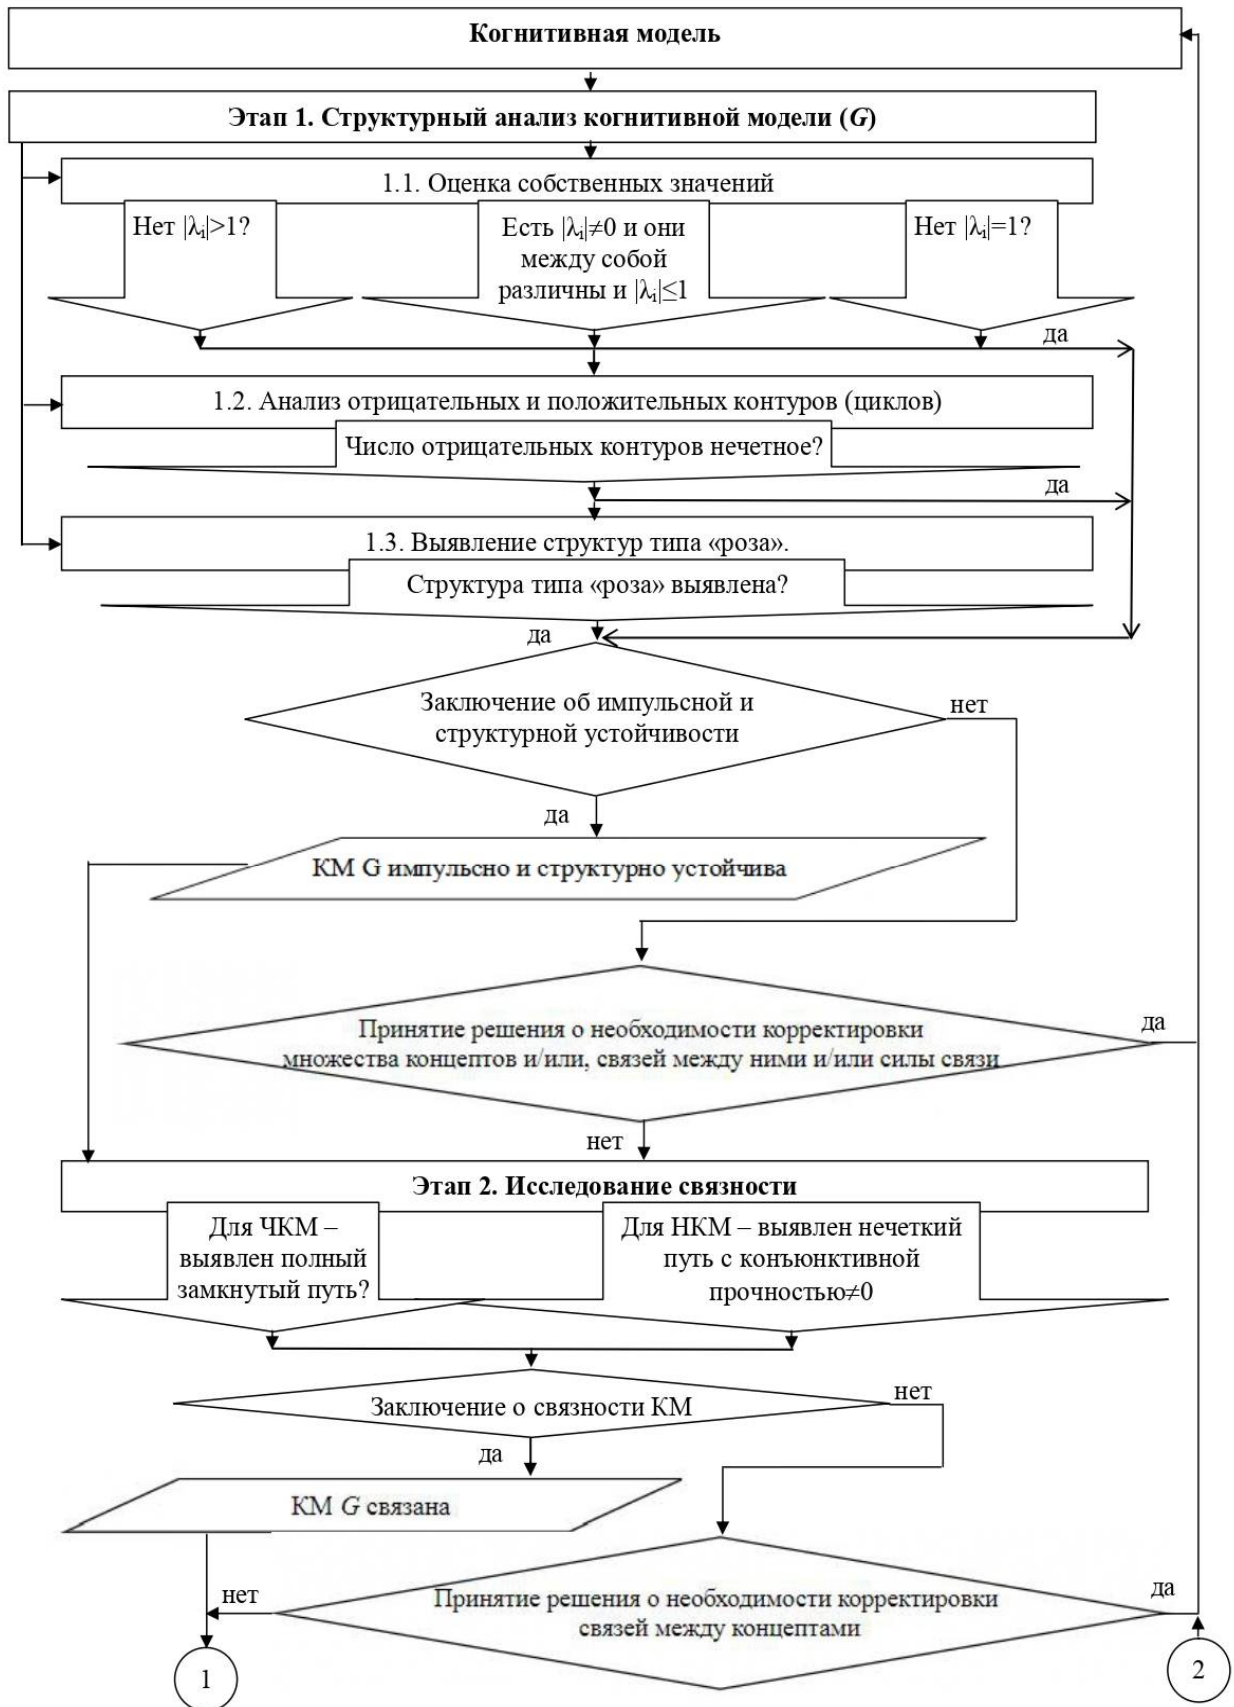 Когнитивная модель
Этап 1. Структурный анализ когнитивной модели (G)
1.1. Оценка собственных значений
Нет |λi|>1?
Есть |λi|≠0 и они
между собой
различны и |λi|≤1
Нет |λi|=1?
да
1.2. Анализ отрицательных и положительных контуров (циклов)
Число отрицательных контуров нечетное?
да
1.3. Выявление структур типа «роза».
Структура типа «роза» выявлена?
да
Заключение об импульсной и
структурной устойчивости
нет
да
КМ G импульсно и структурно устойчива
Принятие решения о необходимости корректировки
множества концептов и/или, связей между ними и/или силы связи
да
нет
Этап 2. Исследование связности
Для ЧКМ –
выявлен полный
замкнутый путь?
Для НКМ – выявлен нечеткий
путь с конъюнктивной
прочностью≠0
Заключение о связности КМ
нет
да
КМ G связана
нет
Принятие решения о необходимости корректировки
связей между концептами
да
1
2